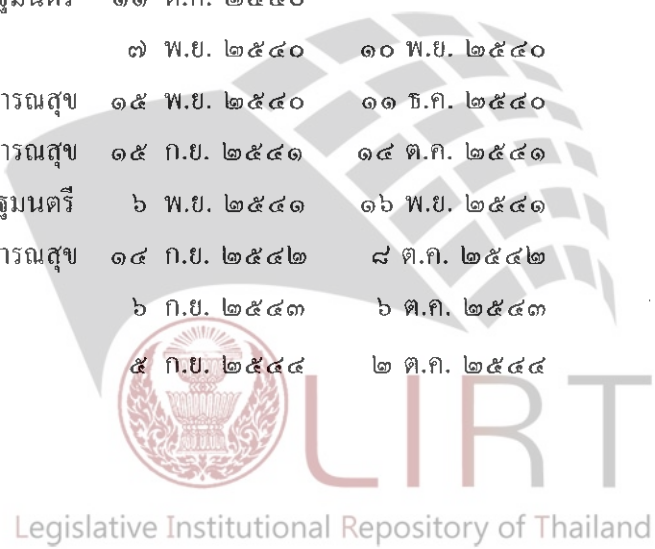 ๗ พ.ย. ๒๕๔๐ ๑๐ พ.ย. ๒๕๔๐
ารณสุข ๑๕ พ.ย. ๒๕๔๐ ๑๑ ธ.ค. ๒๕๔๐
ารณสุข ๑๕ ก.ย. ๒๕๔๑ ๑๔ ต.ค. ๒๕๔๑
ฐมนตรี ๖ พ.ย. ๒๕๔๑ ๑๖ พ.ย. ๒๕๔๑
ารณสุข ๑๔ ก.ย. ๒๕๔๒ ๘ ต.ค. ๒๕๔๒
๖ ก.ย. ๒๕๔๓ ๖ ต.ค. ๒๕๔๓
๕ ก.ย. ๒๕๔๔ ๒ ต.ค. ๒๕๔๔
LIRT
Legislative Institutional Repository of Thailand